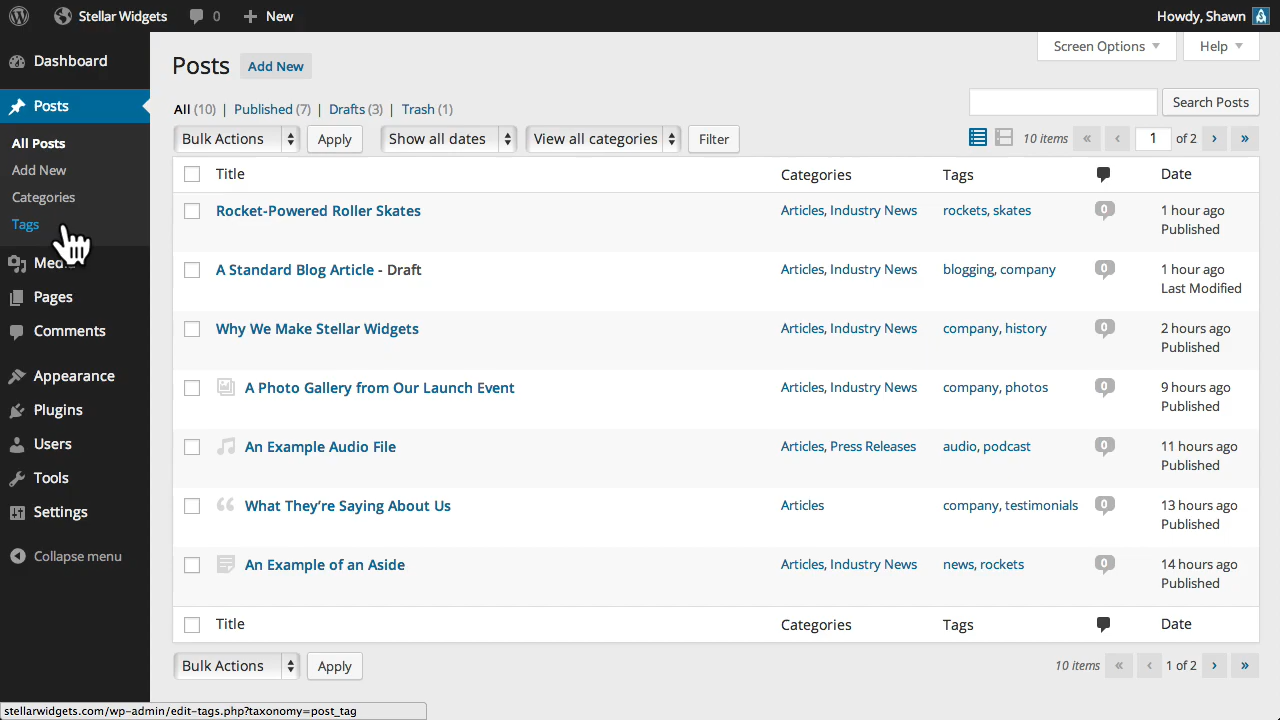 Stellar Widgets 0 New Howdy, Shawn
Dashboard
Posts
All Posts
Add New
Categories
Tags
Media
Pages
Comments
Appearance
Plugins
Users
Tools
Settings
Collapse menu
Screen Options Help
Posts Add New
All (10) | Published (7) | Drafts (3) | Trash (1)
Search Posts
Bulk Actions Apply Show all dates View all categories Filter 10 items « ‹ 1 of 2 › »
Title Categories Tags Date
Rocket-Powered Roller Skates Articles, Industry News rockets, skates 0 1 hour ago
Published
A Standard Blog Article - Draft Articles, Industry News blogging, company 0 1 hour ago
Last Modified
Why We Make Stellar Widgets Articles, Industry News company, history 0 2 hours ago
Published
A Photo Gallery from Our Launch Event Articles, Industry News company, photos 0 9 hours ago
Published
An Example Audio File Articles, Press Releases audio, podcast 0 11 hours ago
Published
What They’re Saying About Us Articles company, testimonials 0 13 hours ago
Published
An Example of an Aside Articles, Industry News news, rockets 0 14 hours ago
Published
Title Categories Tags Date
Bulk Actions Apply 10 items « ‹ 1 of 2 › »
stellarwidgets.com/wp-admin/edit-tags.php?taxonomy=post_tag